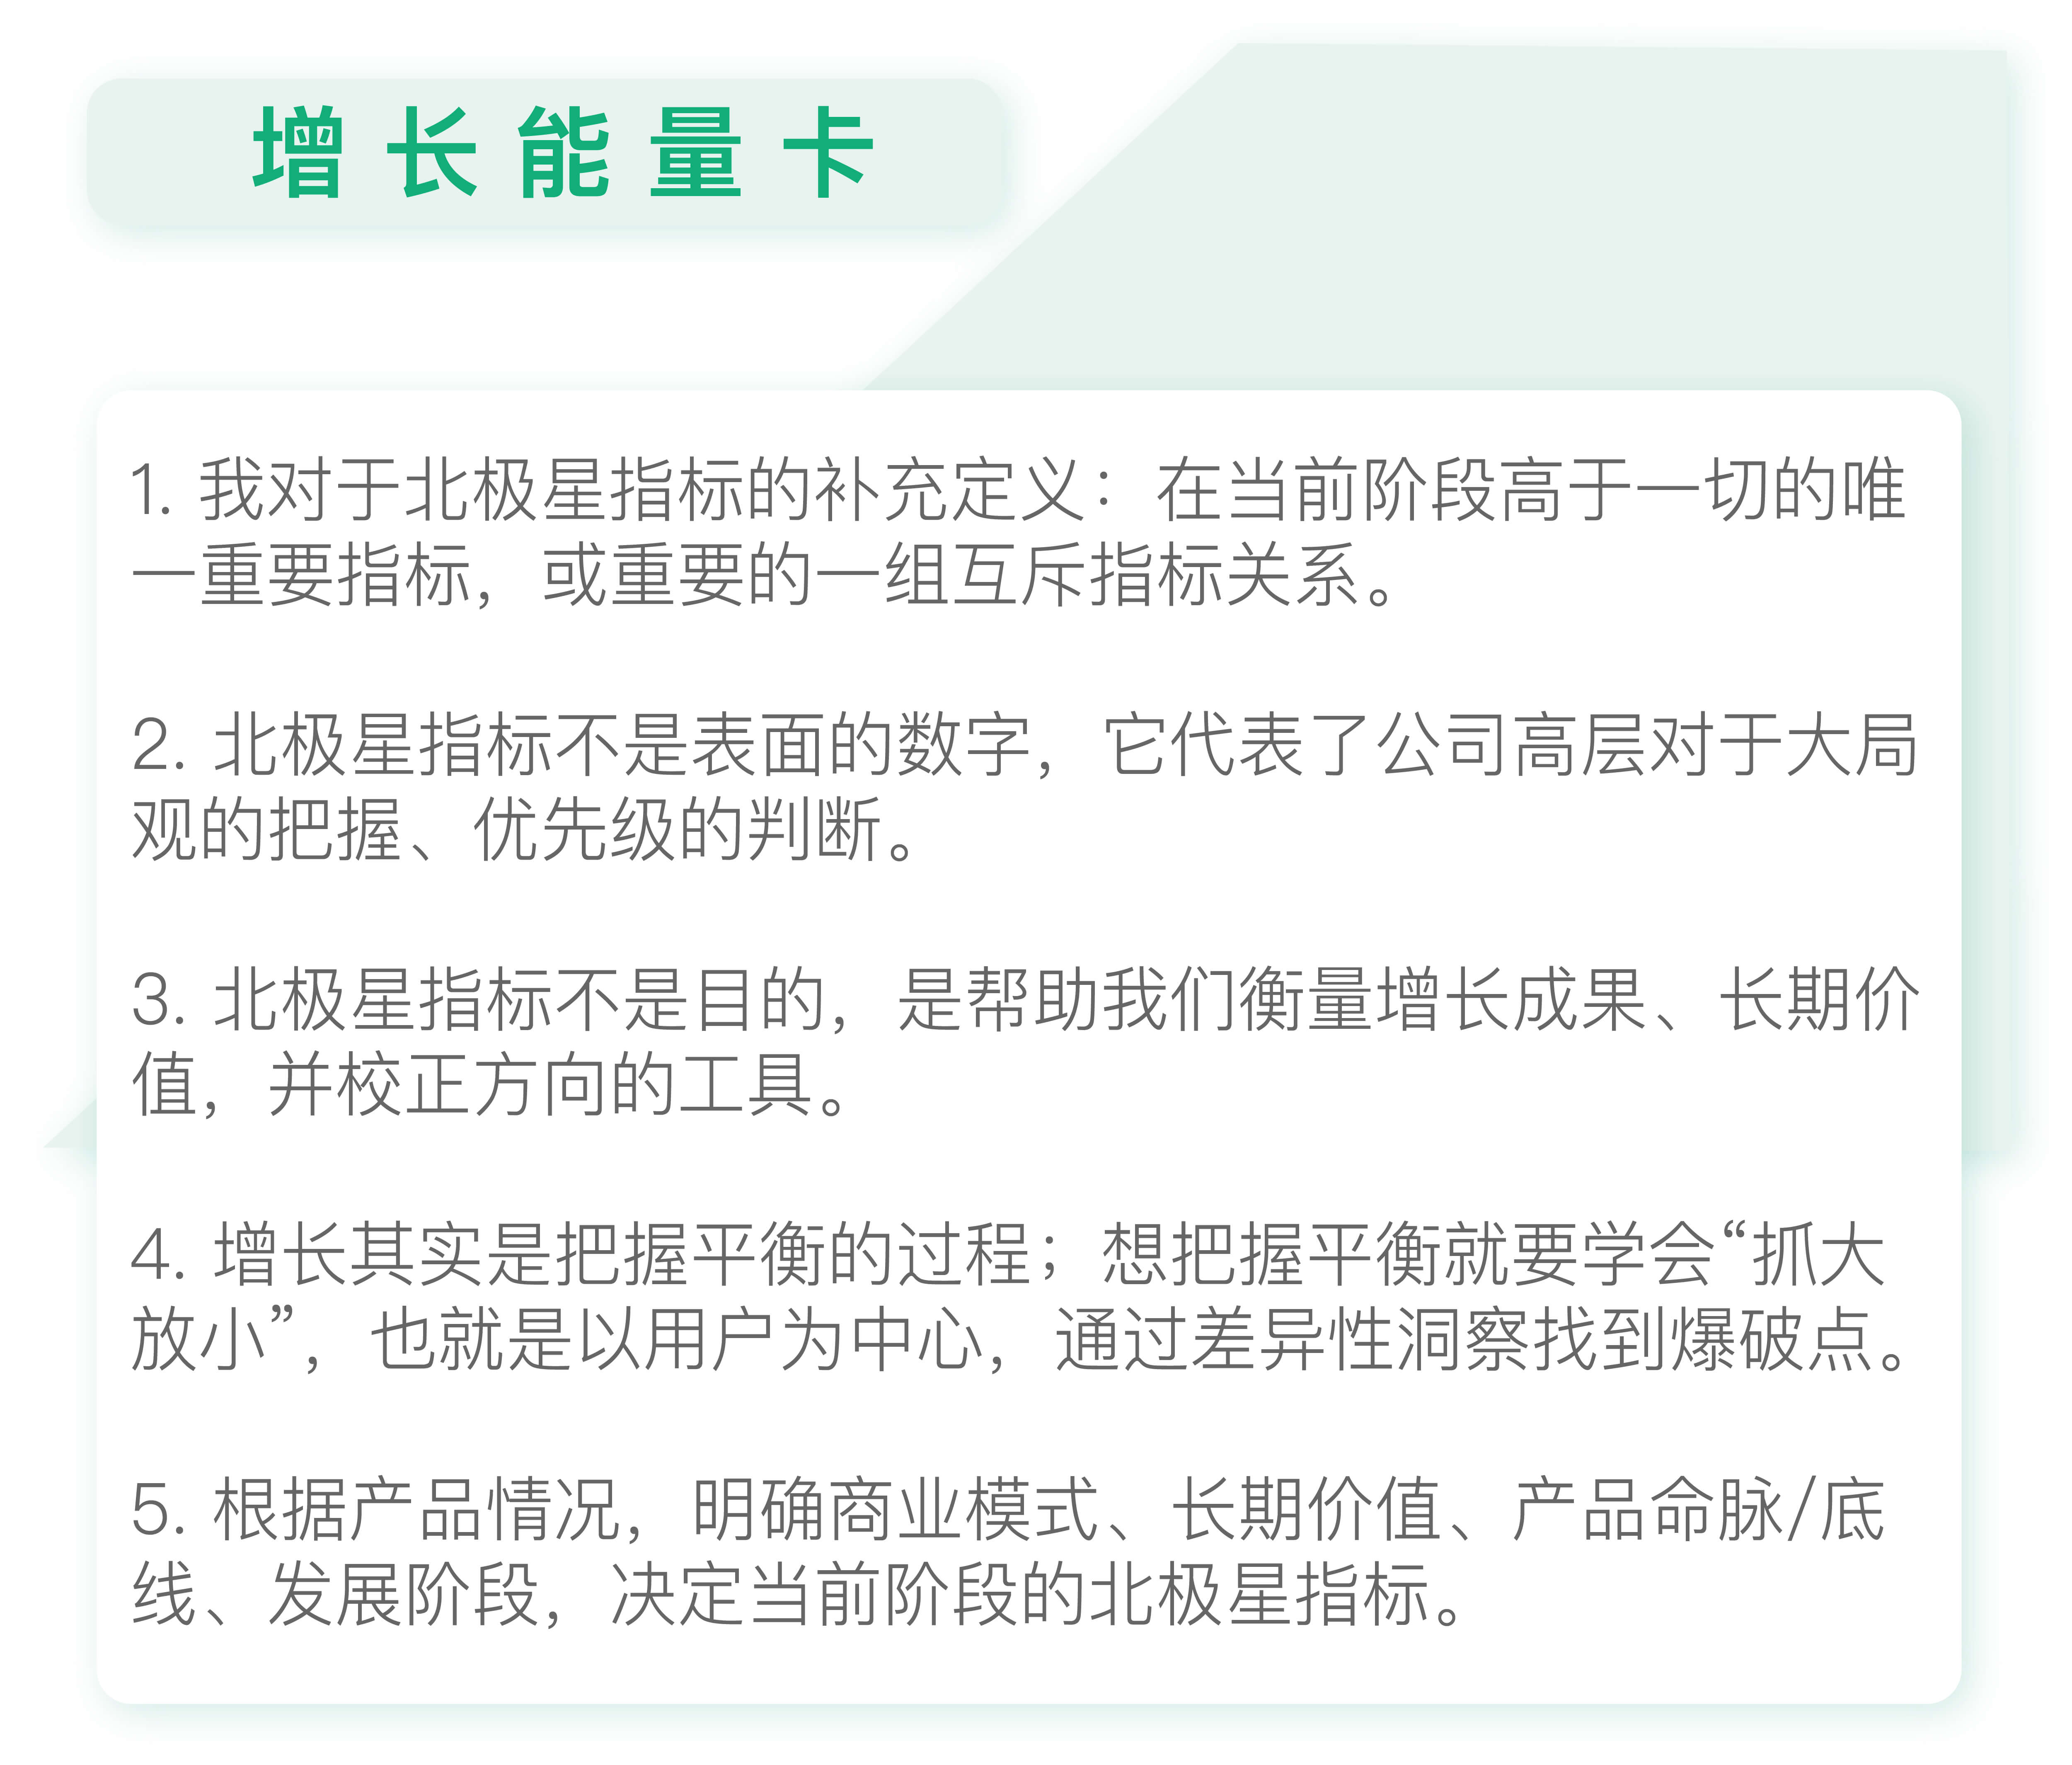 增长能量卡
1. 我对于北极星指标的补充定义：在当前阶段高于一切的唯
一重要指标，或重要的一组互斥指标关系。
2. 北极星指标不是表面的数字，它代表了公司高层对于大局
观的把握、优先级的判断。
3. 北极星指标不是目的，是帮助我们衡量增长成果、长期价
值，并校正方向的工具。
4. 增长其实是把握平衡的过程；想把握平衡就要学会“抓大
放小”，也就是以用户为中心，通过差异性洞察找到爆破点。
5. 根据产品情况，明确商业模式、长期价值、产品命脉/底
线、发展阶段，决定当前阶段的北极星指标。